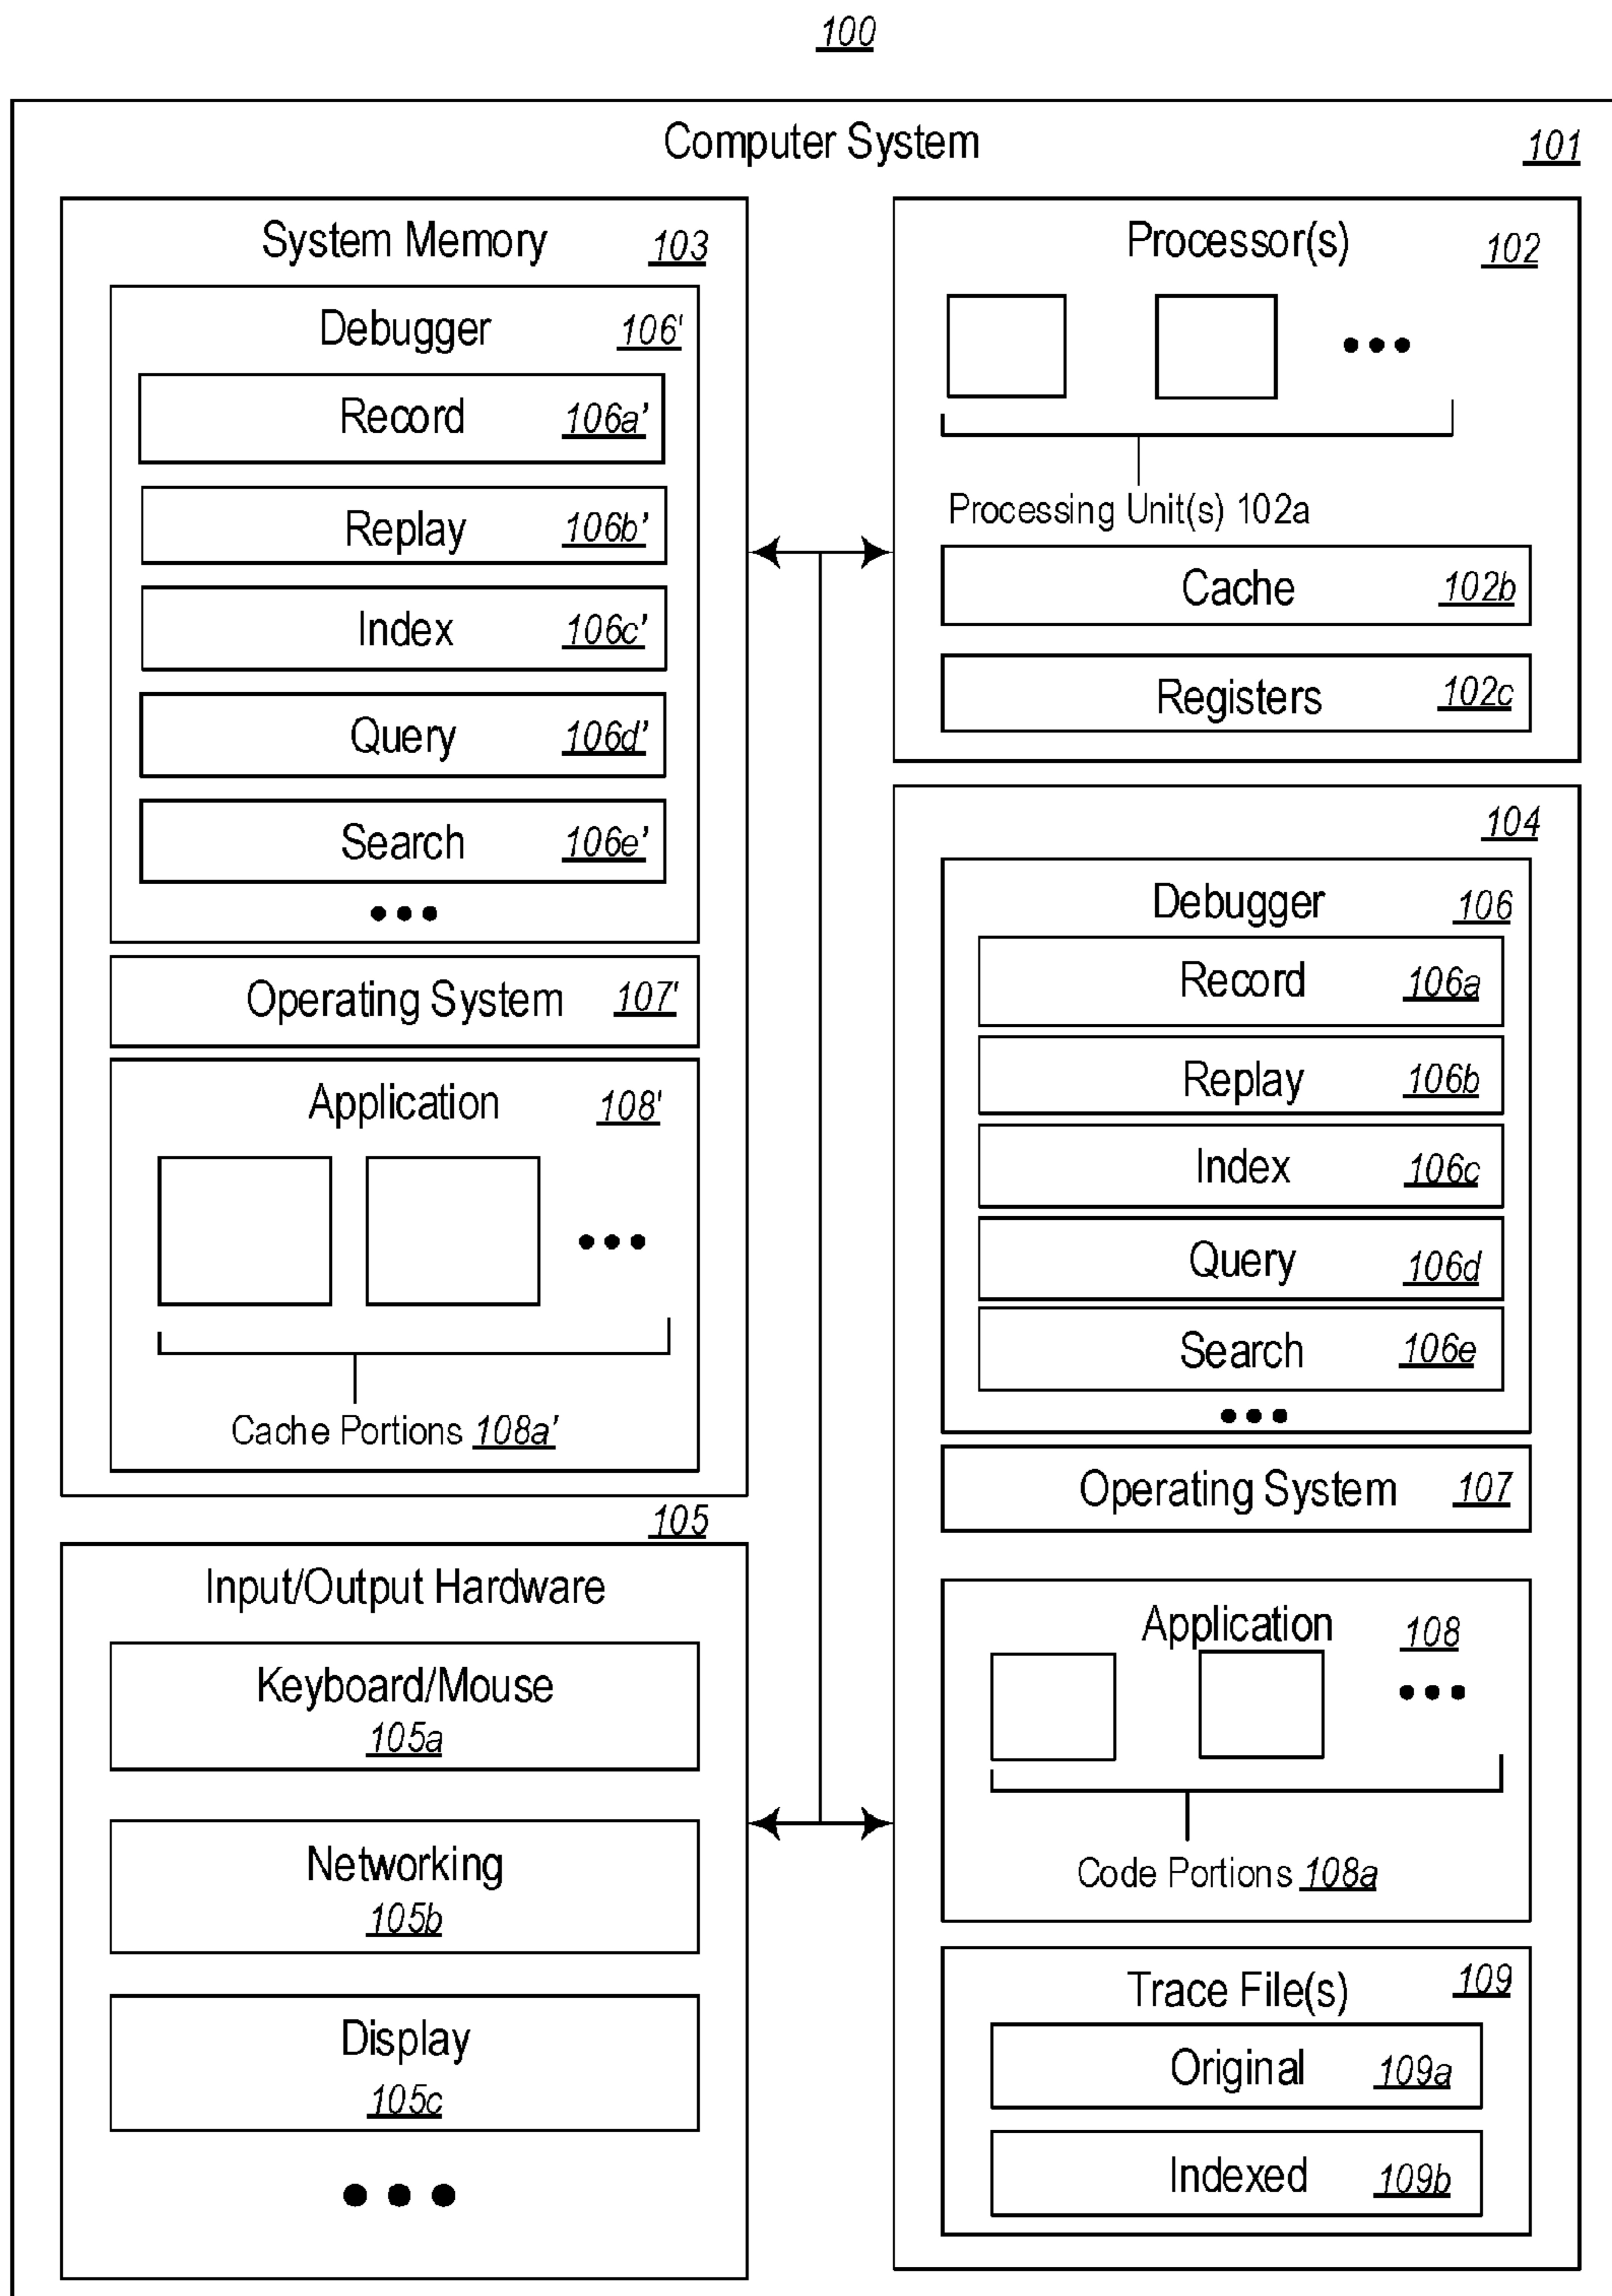 100
Computer System 101
System Memory 103
Debugger 106'
Record 106a'
Replay 106b'
Index 106c'
Query 106d'
Search 106e'
•••
Operating System 107'
Application 108'
•••
Cache Portions 108a'
105
Input/Output Hardware
Keyboard/Mouse
105a
Networking
105b
Display
105c
•••
Processor(s) 102
•••
Processing Unit(s) 102a
Cache 102b
Registers 102c
104
Debugger 106
Record 106a
Replay 106b
Index 106c
Query 106d
Search 106e
•••
Operating System 107
Application 108
•••
Code Portions 108a
Trace File(s) 109
Original 109a
Indexed 109b